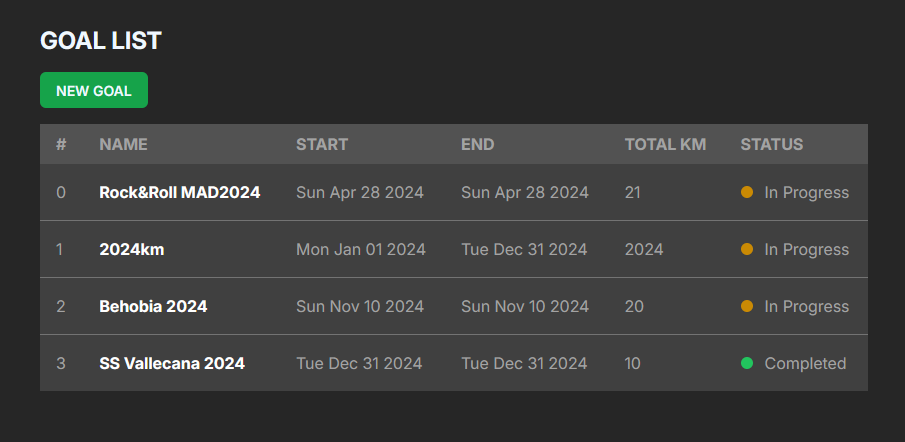 GOAL LIST
NEW GOAL
# NAME START END TOTAL KM STATUS
0 Rock&Roll MAD2024 Sun Apr 28 2024 Sun Apr 28 2024 21 In Progress
1 2024km Mon Jan 01 2024 Tue Dec 31 2024 2024 In Progress
2 Behobia 2024 Sun Nov 10 2024 Sun Nov 10 2024 20 In Progress
3 SS Vallecana 2024 Tue Dec 31 2024 Tue Dec 31 2024 10 Completed